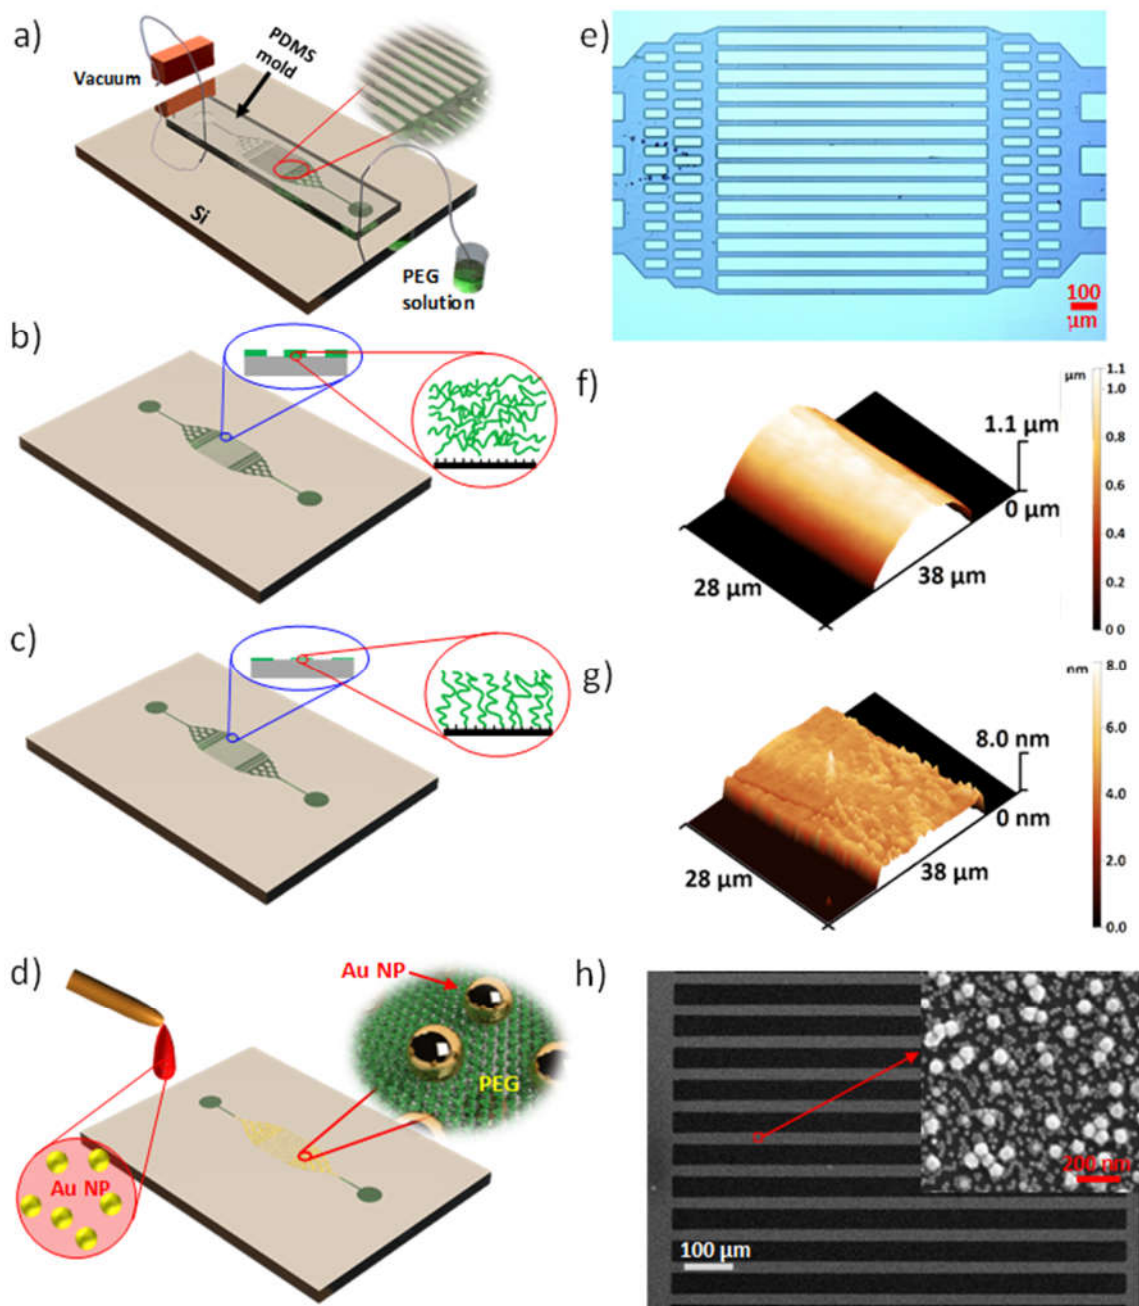 a)
PDMS
mold
Vacuum
Si
PEG
solution
b)
c)
d)
Au NP
PEG
Au NP
e)
100
µm
f)
µm
1.1
1.0
0.8
0.6
0.4
0.2
0.0
1.1 µm
0 µm
28 µm
38 µm
g)
nm
8.0
6.0
4.0
2.0
0.0
8.0 nm
0 nm
28 µm
38 µm
h)
200 nm
100 µm